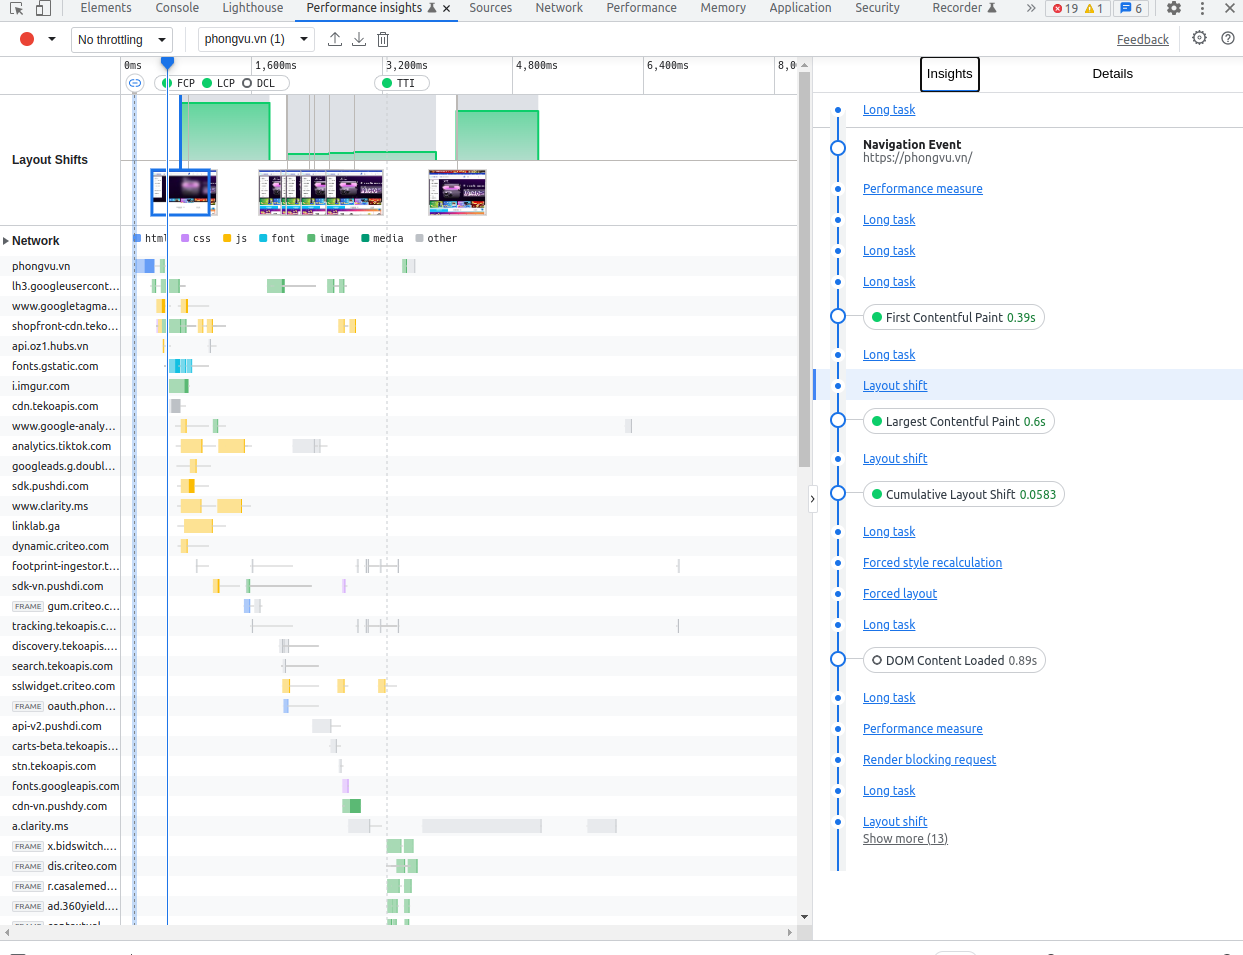 Elements Console Lighthouse Performance insights Sources Network Performance Memory Application Security Recorder 19 1 6
No throttling phongvu.vn (1) Feedback
0ms 1,600ms 3,200ms 4,800ms 6,400ms 8,0
FCP LCP DCL TTI
Layout Shifts
Network
html css js font image media other
phongvu.vn
lh3.googleusercont...
www.googletagma...
shopfront-cdn.teko...
api.oz1.hubs.vn
fonts.gstatic.com
i.imgur.com
cdn.tekoapis.com
www.google-analy...
analytics.tiktok.com
googleads.g.doubl...
sdk.pushdi.com
www.clarity.ms
linklab.ga
dynamic.criteo.com
footprint-ingestor.t...
sdk-vn.pushdi.com
FRAME gum.criteo.c...
tracking.tekoapis.c...
discovery.tekoapis....
search.tekoapis.com
sslwidget.criteo.com
FRAME oauth.phon...
api-v2.pushdi.com
carts-beta.tekoapis...
stn.tekoapis.com
fonts.googleapis.com
cdn-vn.pushdy.com
a.clarity.ms
FRAME x.bidswitch....
FRAME dis.criteo.com
FRAME r.casalemed...
FRAME ad.360yield....
Insights Details
Long task
Navigation Event
https://phongvu.vn/
Performance measure
Long task
Long task
Long task
First Contentful Paint 0.39s
Long task
Layout shift
Largest Contentful Paint 0.6s
Layout shift
Cumulative Layout Shift 0.0583
Long task
Forced style recalculation
Forced layout
Long task
DOM Content Loaded 0.89s
Long task
Performance measure
Render blocking request
Long task
Layout shift
Show more (13)